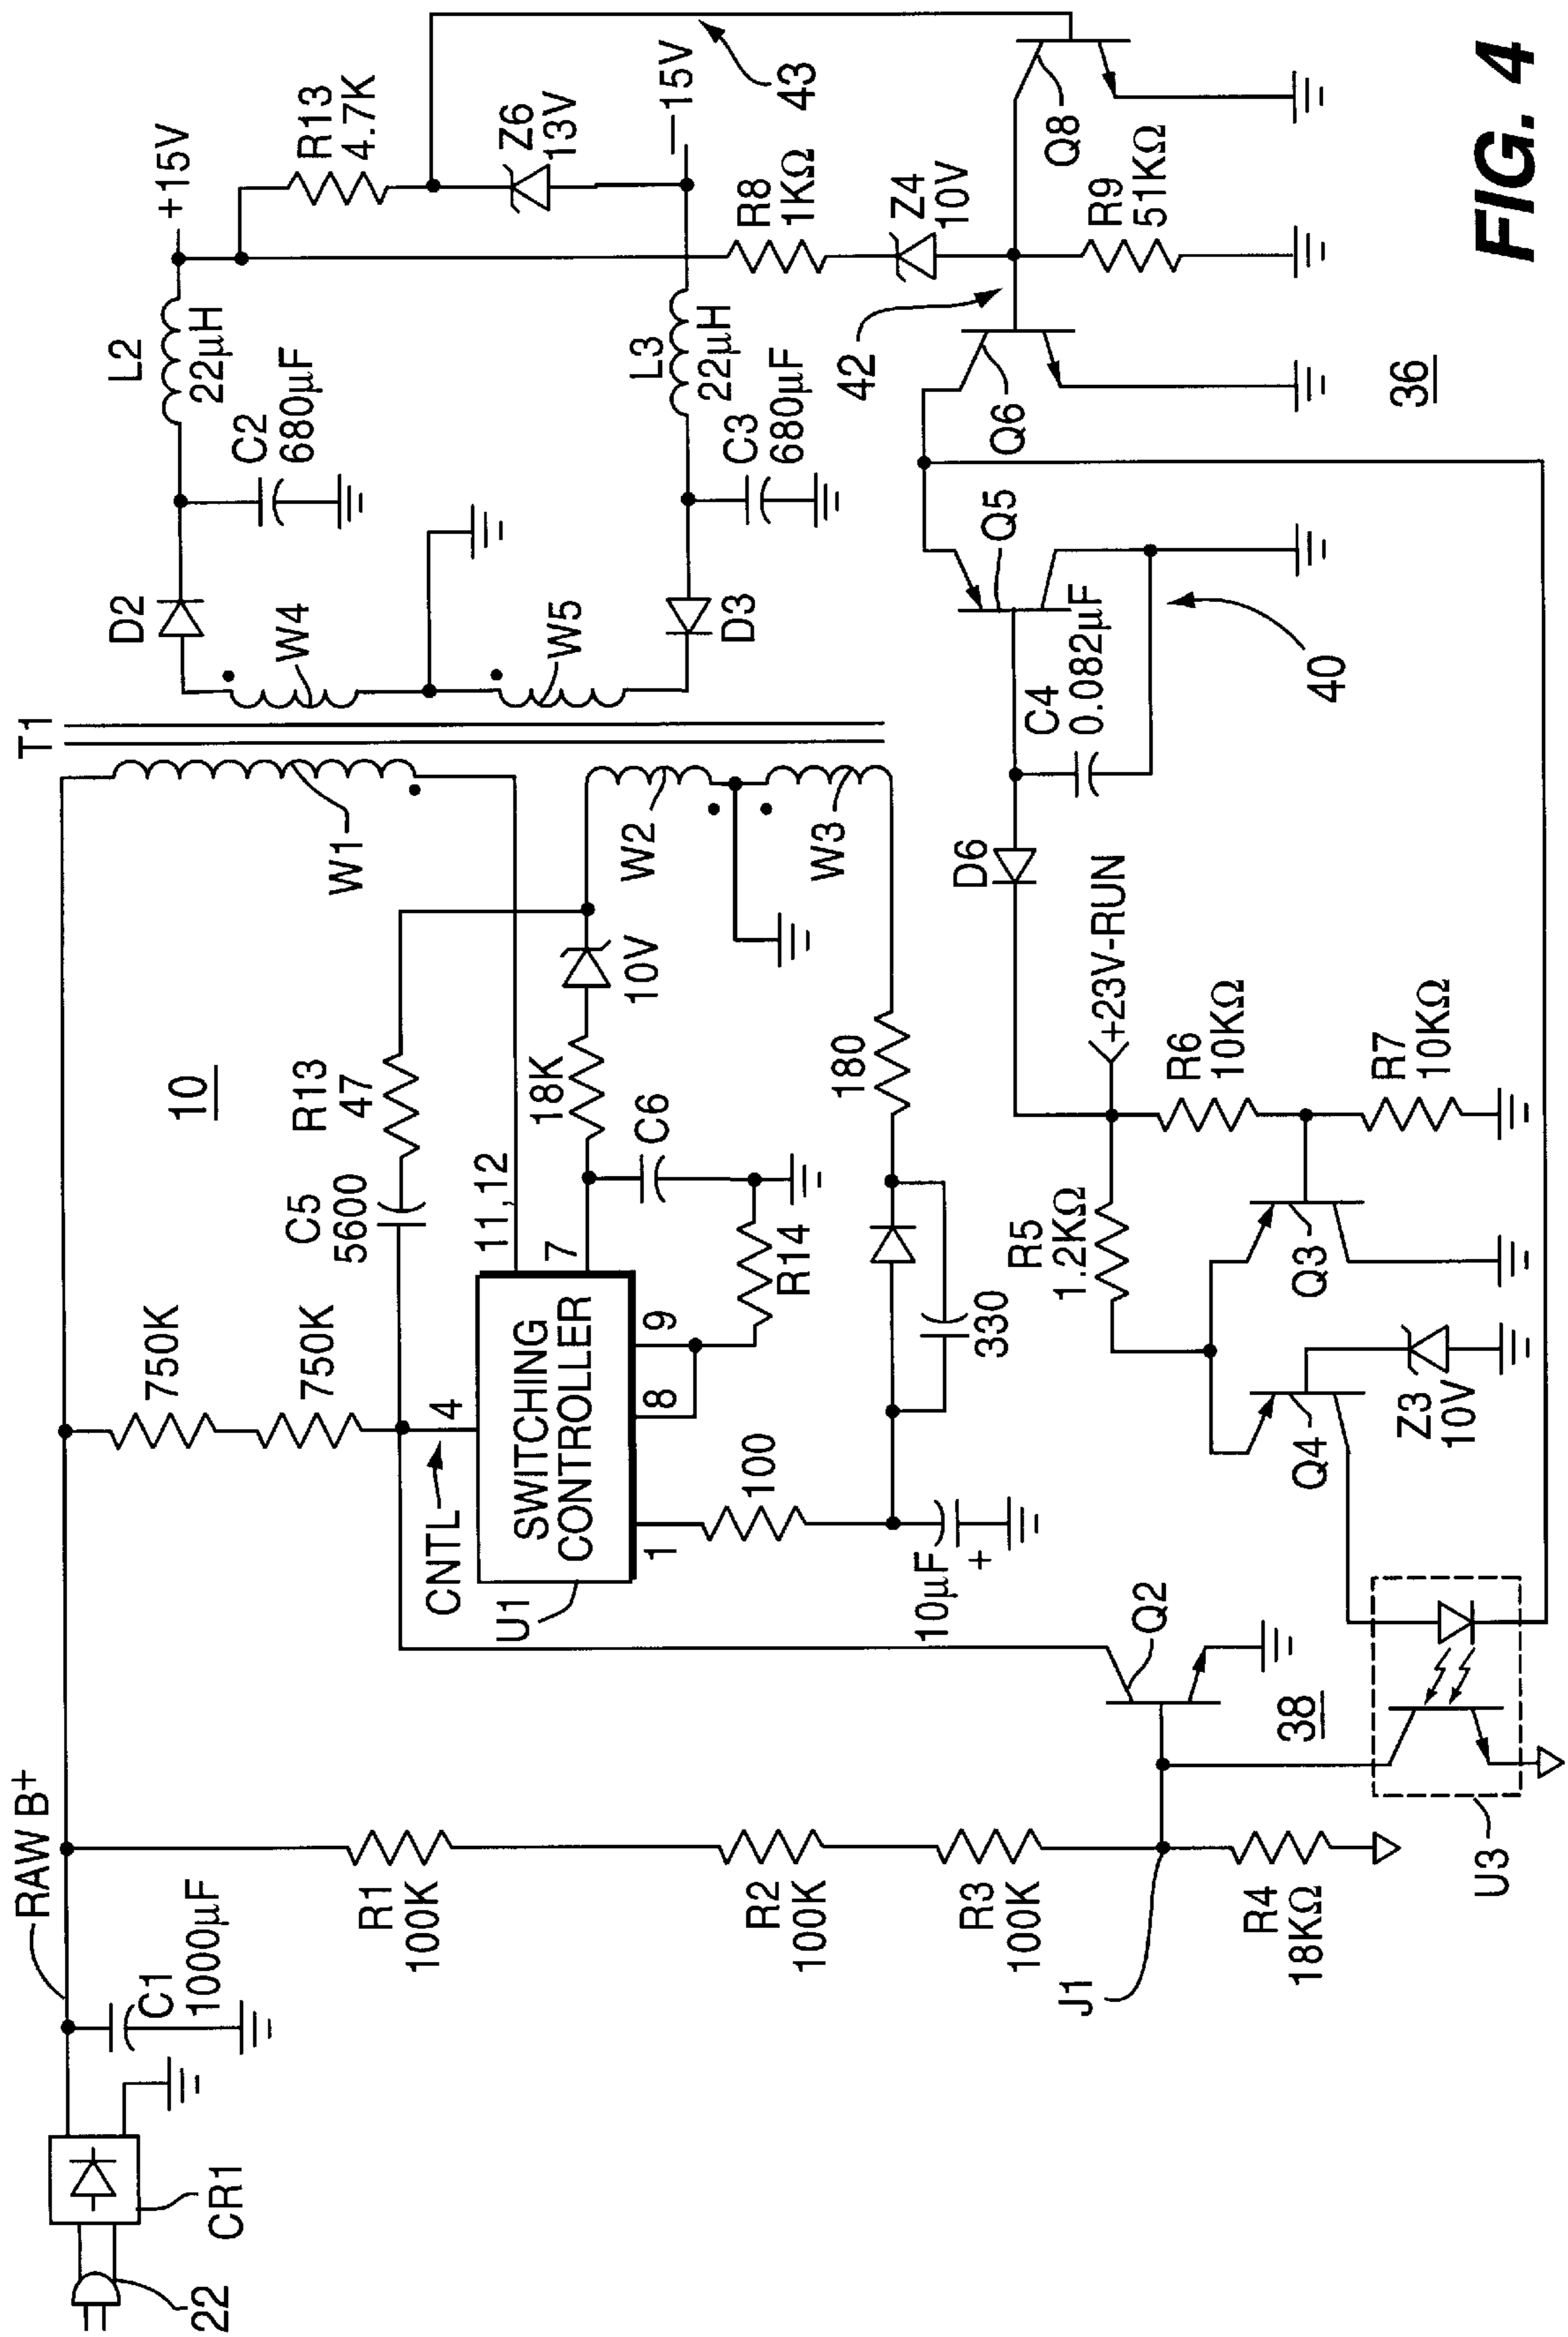 22
CR1
C1
1000µF
RAW B+
R1
100K
R2
100K
R3
100K
J1
R4
18KΩ
U3
38
Q2
750K
750K
CNTL
4
U1
SWITCHING
CONTROLLER
1
8
9
7
11,12
100
10µF
+
330
180
R14
C6
18K
10V
C5
5600
R13
47
10
W1
W2
W3
T1
W4
W5
D2
D3
C2
680µF
C3
680µF
L2
22µH
L3
22µH
+15V
—15V
R13
4.7K
Z6
13V
43
R8
1KΩ
Z4
10V
R9
51KΩ
Q8
42
Q6
36
Q5
C4
0.082µF
40
D6
+23V-RUN
R6
10KΩ
R7
10KΩ
R5
1.2KΩ
Q3
Q4
Z3
10V
FIG. 4